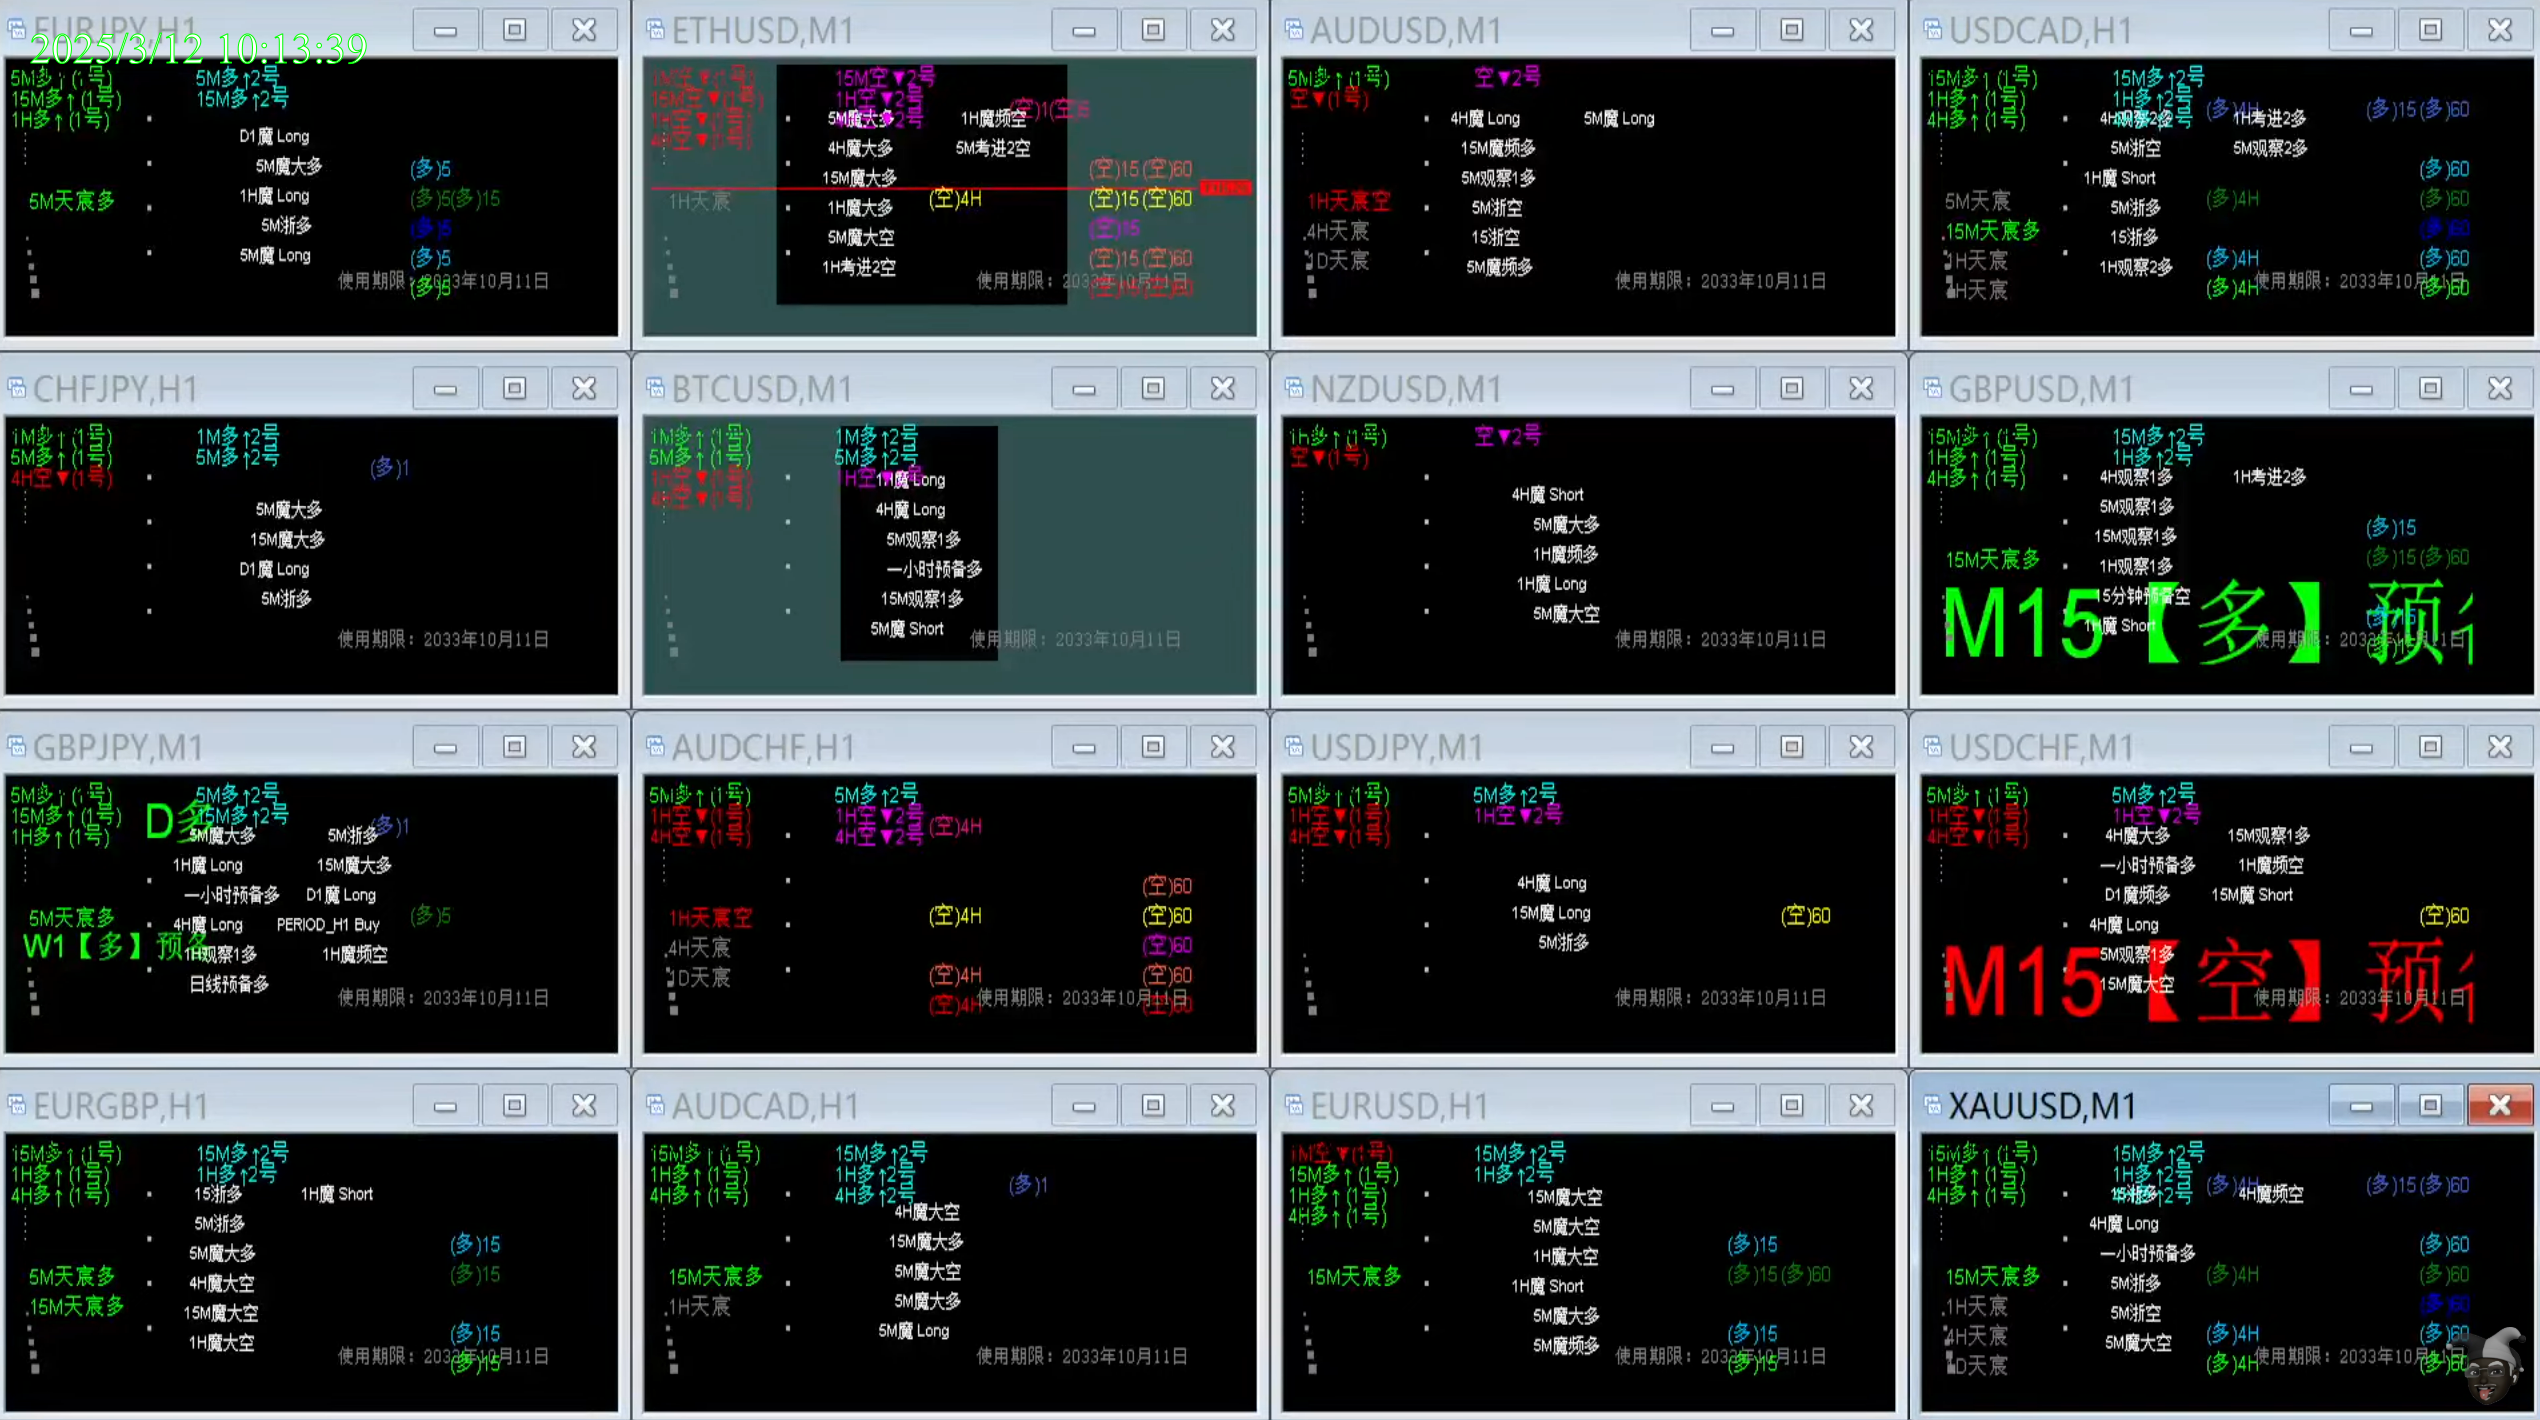 2025/3/12 10:13:39
EURJPY,H1
5M多↑(1号) 5M多↑2号
15M多↑(1号) 15M多↑2号
1H多↑(1号)
D1魔 Long
5M魔大多
(多)5
5M天宸多 1H魔 Long (多)5(多)15
5M浙多 (多)5
5M魔 Long (多)5
使用期限：2033年10月11日
(多)5
ETHUSD,M1
1M空▼(1号) 15M空▼2号
15M空▼(1号) 1H空▼2号
1H空▼(1号) 5M魔大多 1H魔频空
4H空▼(1号) 4H魔大多 5M考进2空
15M魔大多 (空)15(空)60
1H天宸 1H魔大多 (空)4H (空)15(空)60
5M魔大空 (空)15
1H考进2空 (空)15(空)60
使用期限：2033年10月11日
AUDUSD,M1
5M多↑(1号) 空▼2号
空▼(1号)
4H魔 Long 5M魔 Long
15M魔频多
5M观察1多
1H天宸空 5M浙空
4H天宸 15浙空
1D天宸 5M魔频多
使用期限：2033年10月11日
USDCAD,H1
15M多↑(1号) 15M多↑2号
1H多↑(1号) 1H多↑2号 (多)4H (多)15(多)60
4H多↑(1号) 4H观察2多 1H考进2多
5M浙空 5M观察2多
1H魔 Short (多)60
5M天宸 5M浙多 (多)4H (多)60
15M天宸多 15浙多 (多)60
1H天宸 1H观察2多 (多)4H (多)60
4H天宸 (多)4H 使用期限：2033年10月11日 (多)60
CHFJPY,H1
1M多↑(1号) 1M多↑2号
5M多↑(1号) 5M多↑2号
4H空▼(1号) (多)1
5M魔大多
15M魔大多
D1魔 Long
5M浙多
使用期限：2033年10月11日
BTCUSD,M1
1M多↑(1号) 1M多↑2号
5M多↑(1号) 5M多↑2号
1H空▼(1号) 1H魔 Long
4H空▼(1号) 4H魔 Long
5M观察1多
一小时预备多
15M观察1多
5M魔 Short
使用期限：2033年10月11日
NZDUSD,M1
1H多↑(1号) 空▼2号
空▼(1号)
4H魔 Short
5M魔大多
1H魔频多
1H魔 Long
5M魔大空
使用期限：2033年10月11日
GBPUSD,M1
15M多↑(1号) 15M多↑2号
1H多↑(1号) 1H多↑2号
4H多↑(1号) 4H观察1多 1H考进2多
5M观察1多
15M观察1多 (多)15
15M天宸多 1H观察1多 (多)15(多)60
15分钟预备空
M15【多】预
1H魔 Short
使用期限：2033年10月11日
GBPJPY,M1
5M多↑(1号) 5M多↑2号
15M多↑(1号) D多 15M多↑2号 (多)1
1H多↑(1号) 5M魔大多 5M浙多
1H魔 Long 15M魔大多
一小时预备多 D1魔 Long
5M天宸多 4H魔 Long PERIOD_H1 Buy (多)5
W1【多】预备 1H观察1多 1H魔频空
日线预备多
使用期限：2033年10月11日
AUDCHF,H1
5M多↑(1号) 5M多↑2号
1H空▼(1号) 1H空▼2号
4H空▼(1号) 4H空▼2号 (空)4H
(空)60
1H天宸空 (空)4H (空)60
4H天宸 (空)60
1D天宸 (空)4H (空)60
(空)4H 使用期限：2033年10月11日 (空)60
USDJPY,M1
5M多↑(1号) 5M多↑2号
1H空▼(1号) 1H空▼2号
4H空▼(1号)
4H魔 Long
15M魔 Long (空)60
5M浙多
使用期限：2033年10月11日
USDCHF,M1
5M多↑(1号) 5M多↑2号
1H空▼(1号) 1H空▼2号
4H空▼(1号) 4H魔大多 15M观察1多
一小时预备多 1H魔频空
D1魔频多 15M魔 Short
4H魔 Long (空)60
5M观察1多
M15【空】预
15M魔大空
使用期限：2033年10月11日
EURGBP,H1
15M多↑(1号) 15M多↑2号
1H多↑(1号) 1H多↑2号
4H多↑(1号) 15浙多 1H魔 Short
5M浙多
5M魔大多 (多)15
5M天宸多 4H魔大空 (多)15
15M天宸多 15M魔大空
1H魔大空 (多)15
使用期限：2033年10月11日
(多)15
AUDCAD,H1
15M多↑(1号) 15M多↑2号
1H多↑(1号) 1H多↑2号 (多)1
4H多↑(1号) 4H多↑2号
4H魔大空
15M魔大多
15M天宸多 5M魔大空
1H天宸 5M魔大多
5M魔 Long
使用期限：2033年10月11日
EURUSD,H1
1M空▼(1号) 15M多↑2号
15M多↑(1号) 1H多↑2号
1H多↑(1号) 15M魔大空
4H多↑(1号) 5M魔大空
1H魔大空 (多)15
15M天宸多 1H魔 Short (多)15(多)60
5M魔大多
5M魔频多 (多)15
使用期限：2033年10月11日
(多)15
XAUUSD,M1
15M多↑(1号) 15M多↑2号
1H多↑(1号) 1H多↑2号 (多)4H (多)15(多)60
4H多↑(1号) 15浙多 4H魔频空
4H魔 Long
一小时预备多 (多)60
15M天宸多 5M浙多 (多)4H (多)60
1H天宸 5M浙空 (多)60
4H天宸 5M魔大空 (多)4H (多)60
1D天宸 (多)4H 使用期限：2033年10月11日 (多)60